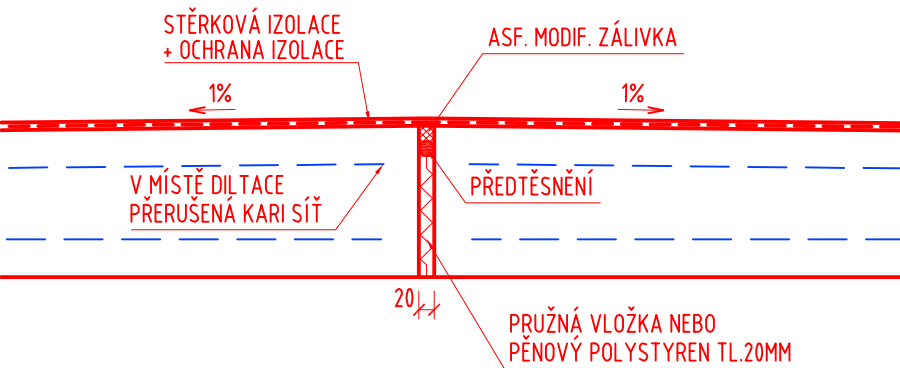 STĚRKOVÁ IZOLACE
+ OCHRANA IZOLACE
ASF. MODIF. ZÁLIVKA
1%
1%
V MÍSTĚ DILTACE
PŘERUŠENÁ KARI SÍŤ
PŘEDTĚSNĚNÍ
20
PRUŽNÁ VLOŽKA NEBO
PĚNOVÝ POLYSTYREN TL.20MM